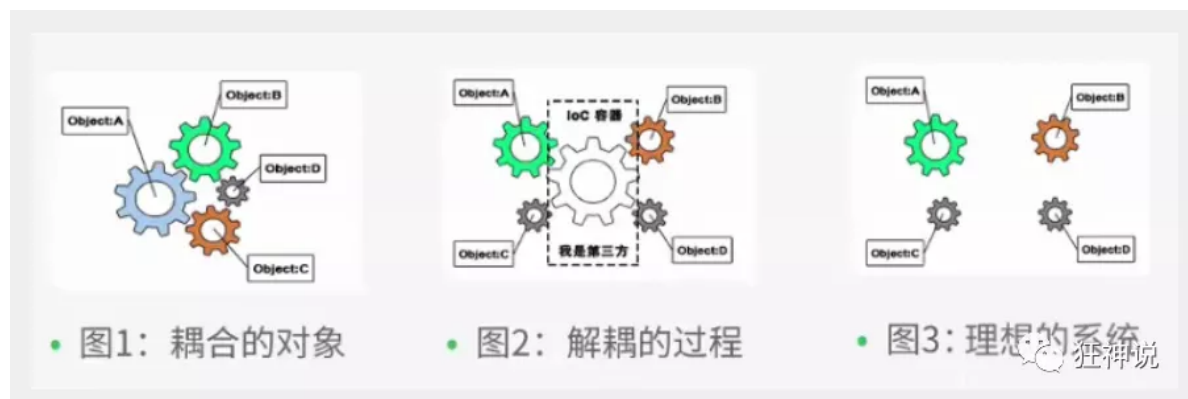 Object:A
Object:B
Object:D
Object:C
• 图1：耦合的对象
Object:A
Object:B
IoC 容器
我是第三方
Object:C
Object:D
• 图2：解耦的过程
Object:A
Object:B
Object:C
Object:D
• 图3：理想的系统
狂神说